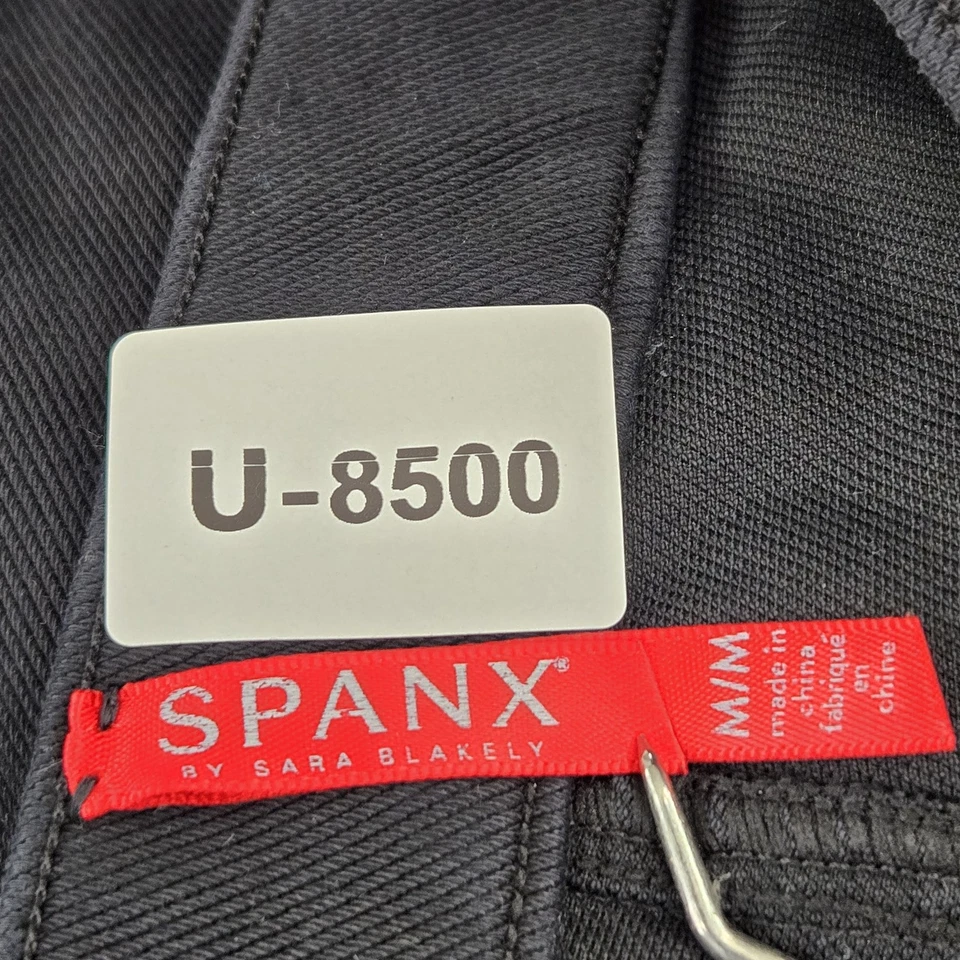 U-8500
SPANX®
BY SARA BLAKELY
M/M
made in
china
fabriqué
en
chine